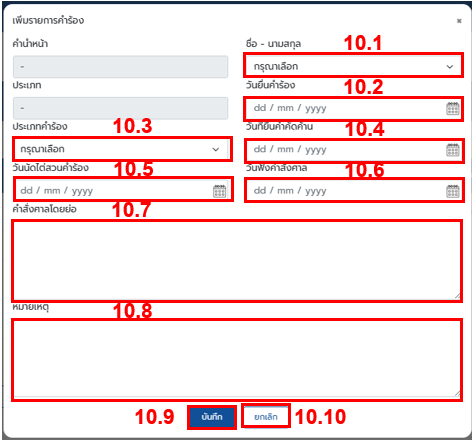 เพิ่มรายการคำร้อง ×
คำนำหน้า ชื่อ - นามสกุล 10.1
- กรุณาเลือก
ประเภท วันยื่นคำร้อง 10.2
- dd / mm / yyyy
ประเภทคำร้อง 10.3 วันที่ยื่นคำคัดค้าน 10.4
กรุณาเลือก dd / mm / yyyy
วันนัดไต่สวนคำร้อง 10.5 วันฟังคำสั่งศาล 10.6
dd / mm / yyyy dd / mm / yyyy
คำสั่งศาลโดยย่อ 10.7
หมายเหตุ 10.8
10.9 บันทึก ยกเลิก 10.10